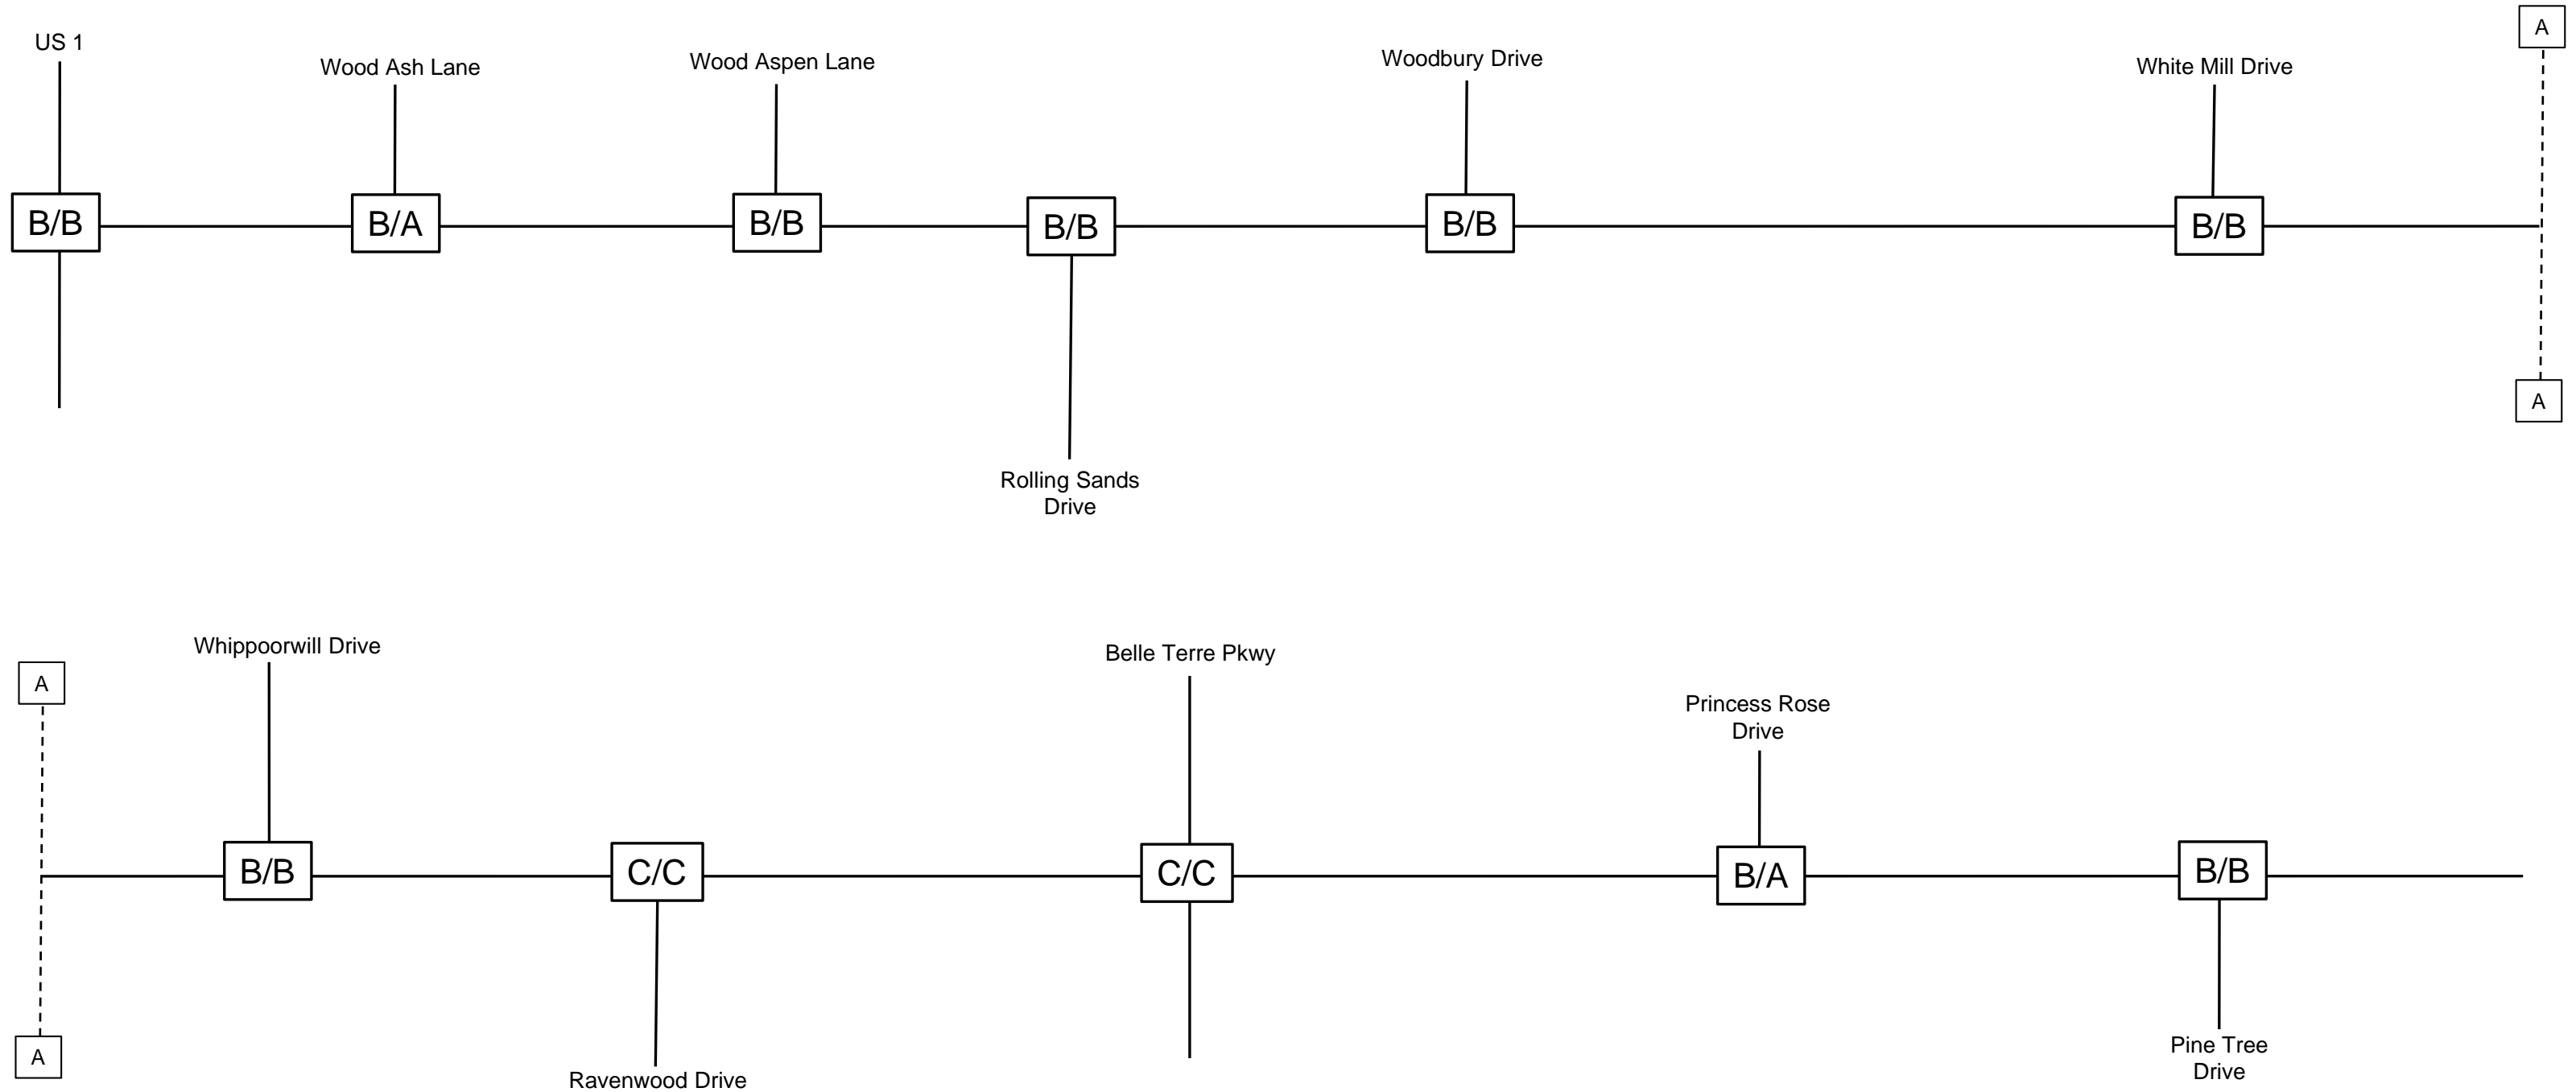 A
US 1
Wood Ash Lane
Wood Aspen Lane
Woodbury Drive
White Mill Drive
B/B
B/A
B/B
B/B
B/B
B/B
A
Rolling Sands
Drive
Whippoorwill Drive
Belle Terre Pkwy
A
Princess Rose
Drive
B/B
C/C
C/C
B/A
B/B
A
Ravenwood Drive
Pine Tree
Drive